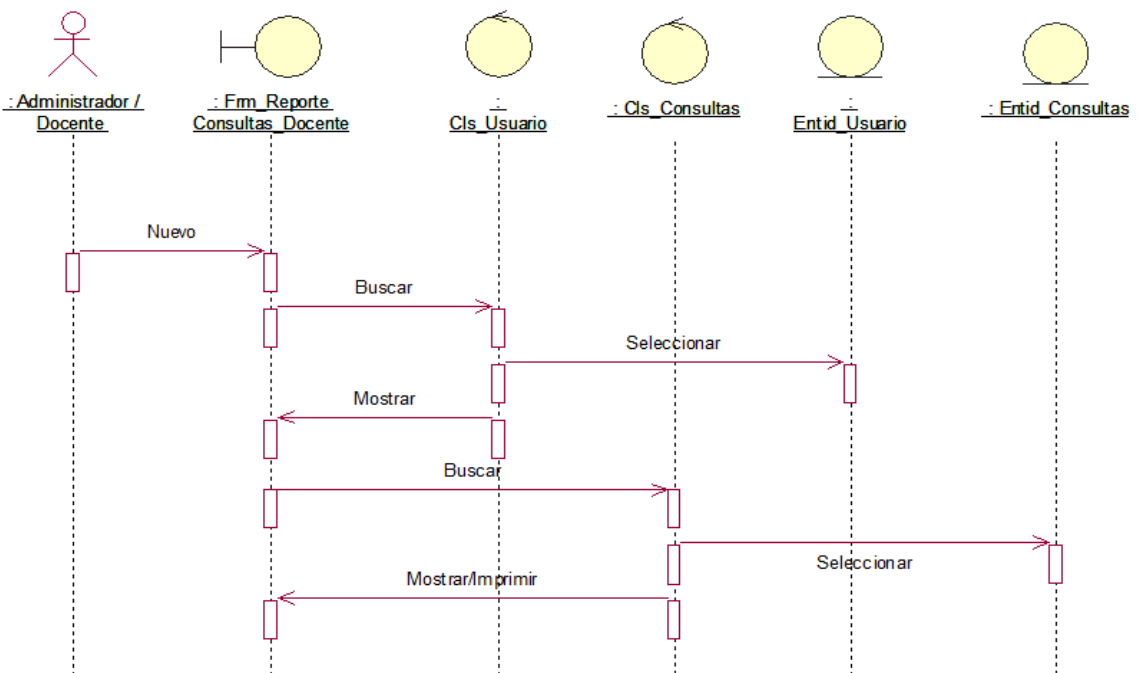 : Administrador /
Docente
: Frm_Reporte
Consultas_Docente
:
Cls_Usuario
: Cls_Consultas
:
Entid_Usuario
: Entid_Consultas
Nuevo
Buscar
Seleccionar
Mostrar
Buscar
Seleccionar
Mostrar/Imprimir